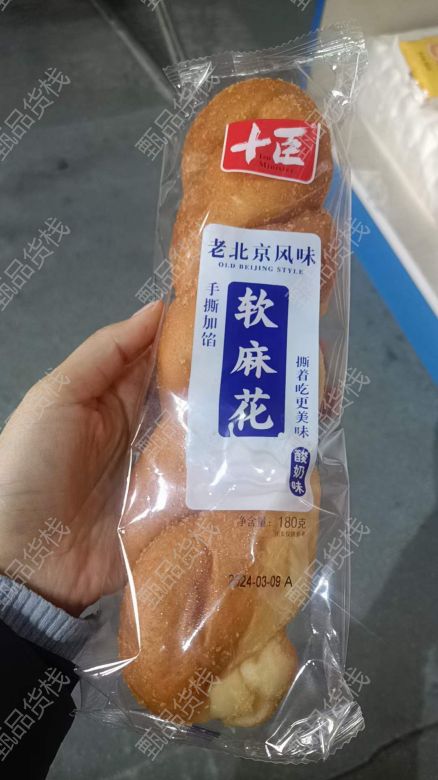 十臣
Minister
老北京风味
OLD BEIJING STYLE
手撕加馅
软麻花
撕着吃更美味
酸奶味
净含量: 180克
2024-03-09 A
甄品货栈